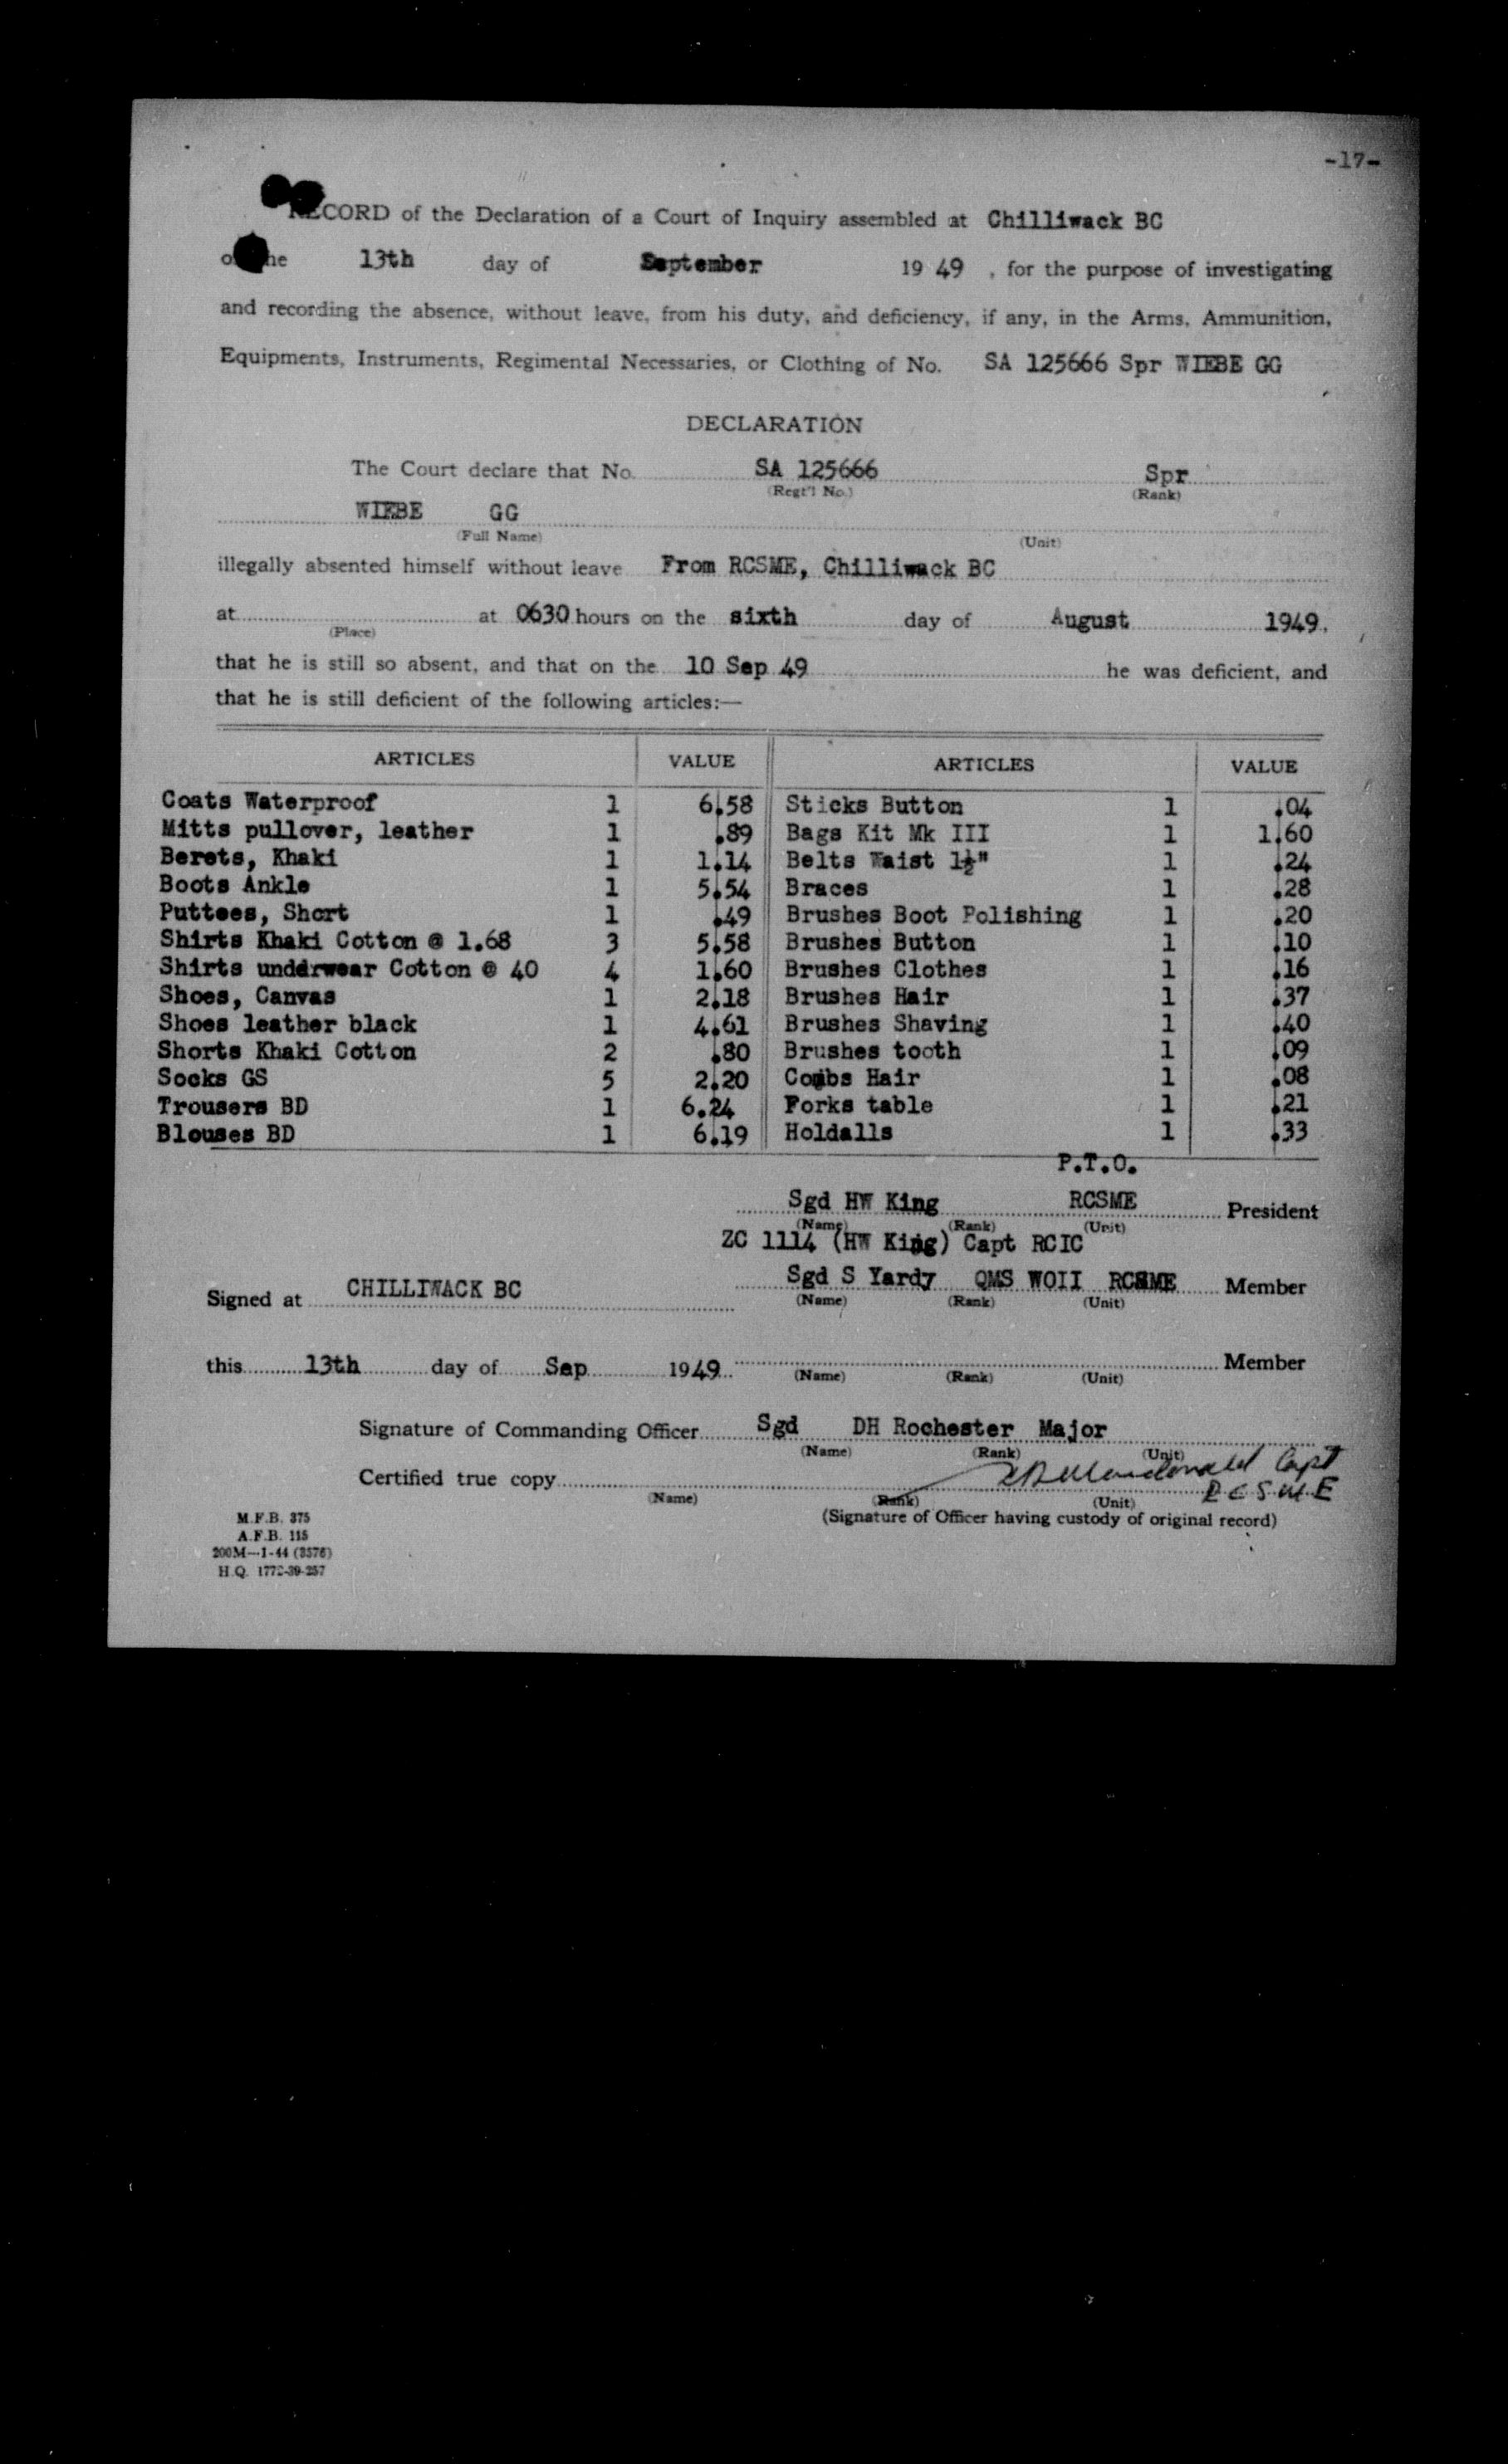 -17-
RECORD of the Declaration of a Court of Inquiry assembled at Chilliwack BC
on the 13th day of September 1949, for the purpose of investigating
and recording the absence, without leave, from his duty, and deficiency, if any, in the Arms, Ammunition,
Equipments, Instruments, Regimental Necessaries, or Clothing of No. SA 125666 Spr WIEBE GG
DECLARATION
The Court declare that No. SA 125666 Spr
(Regt'l No.) (Rank)
WIEBE GG
(Full Name) (Unit)
illegally absented himself without leave From RCSME, Chilliwack BC
at at 0630 hours on the sixth day of August 1949,
(Place)
that he is still so absent, and that on the 10 Sep 49 he was deficient, and
that he is still deficient of the following articles:—
ARTICLES VALUE ARTICLES VALUE
Coats Waterproof 1 6.58 Sticks Button 1 .04
Mitts pullover, leather 1 .89 Bags Kit Mk III 1 1.60
Berets, Khaki 1 1.14 Belts Waist 1½" 1 .24
Boots Ankle 1 5.54 Braces 1 .28
Puttees, Short 1 .49 Brushes Boot Polishing 1 .20
Shirts Khaki Cotton @ 1.68 3 5.58 Brushes Button 1 .10
Shirts underwear Cotton @ 40 4 1.60 Brushes Clothes 1 .16
Shoes, Canvas 1 2.18 Brushes Hair 1 .37
Shoes leather black 1 4.61 Brushes Shaving 1 .40
Shorts Khaki Cotton 2 .80 Brushes tooth 1 .09
Socks GS 5 2.20 Combs Hair 1 .08
Trousers BD 1 6.24 Forks table 1 .21
Blouses BD 1 6.19 Holdalls 1 .33
P.T.O.
Sgd HW King RCSME President
(Name) (Rank) (Unit)
ZC 1114 (HW King) Capt RCIC
Sgd S Yardy QMS WOII RCSME Member
Signed at CHILLIWACK BC (Name) (Rank) (Unit)
this 13th day of Sep 1949 Member
(Name) (Rank) (Unit)
Signature of Commanding Officer Sgd DH Rochester Major
(Name) (Rank) (Unit)
Certified true copy Capt
RCSME
(Name) (Rank) (Unit)
(Signature of Officer having custody of original record)
M.F.B. 375
A.F.B. 115
200M—1-44 (3576)
H.Q. 1772-39-257